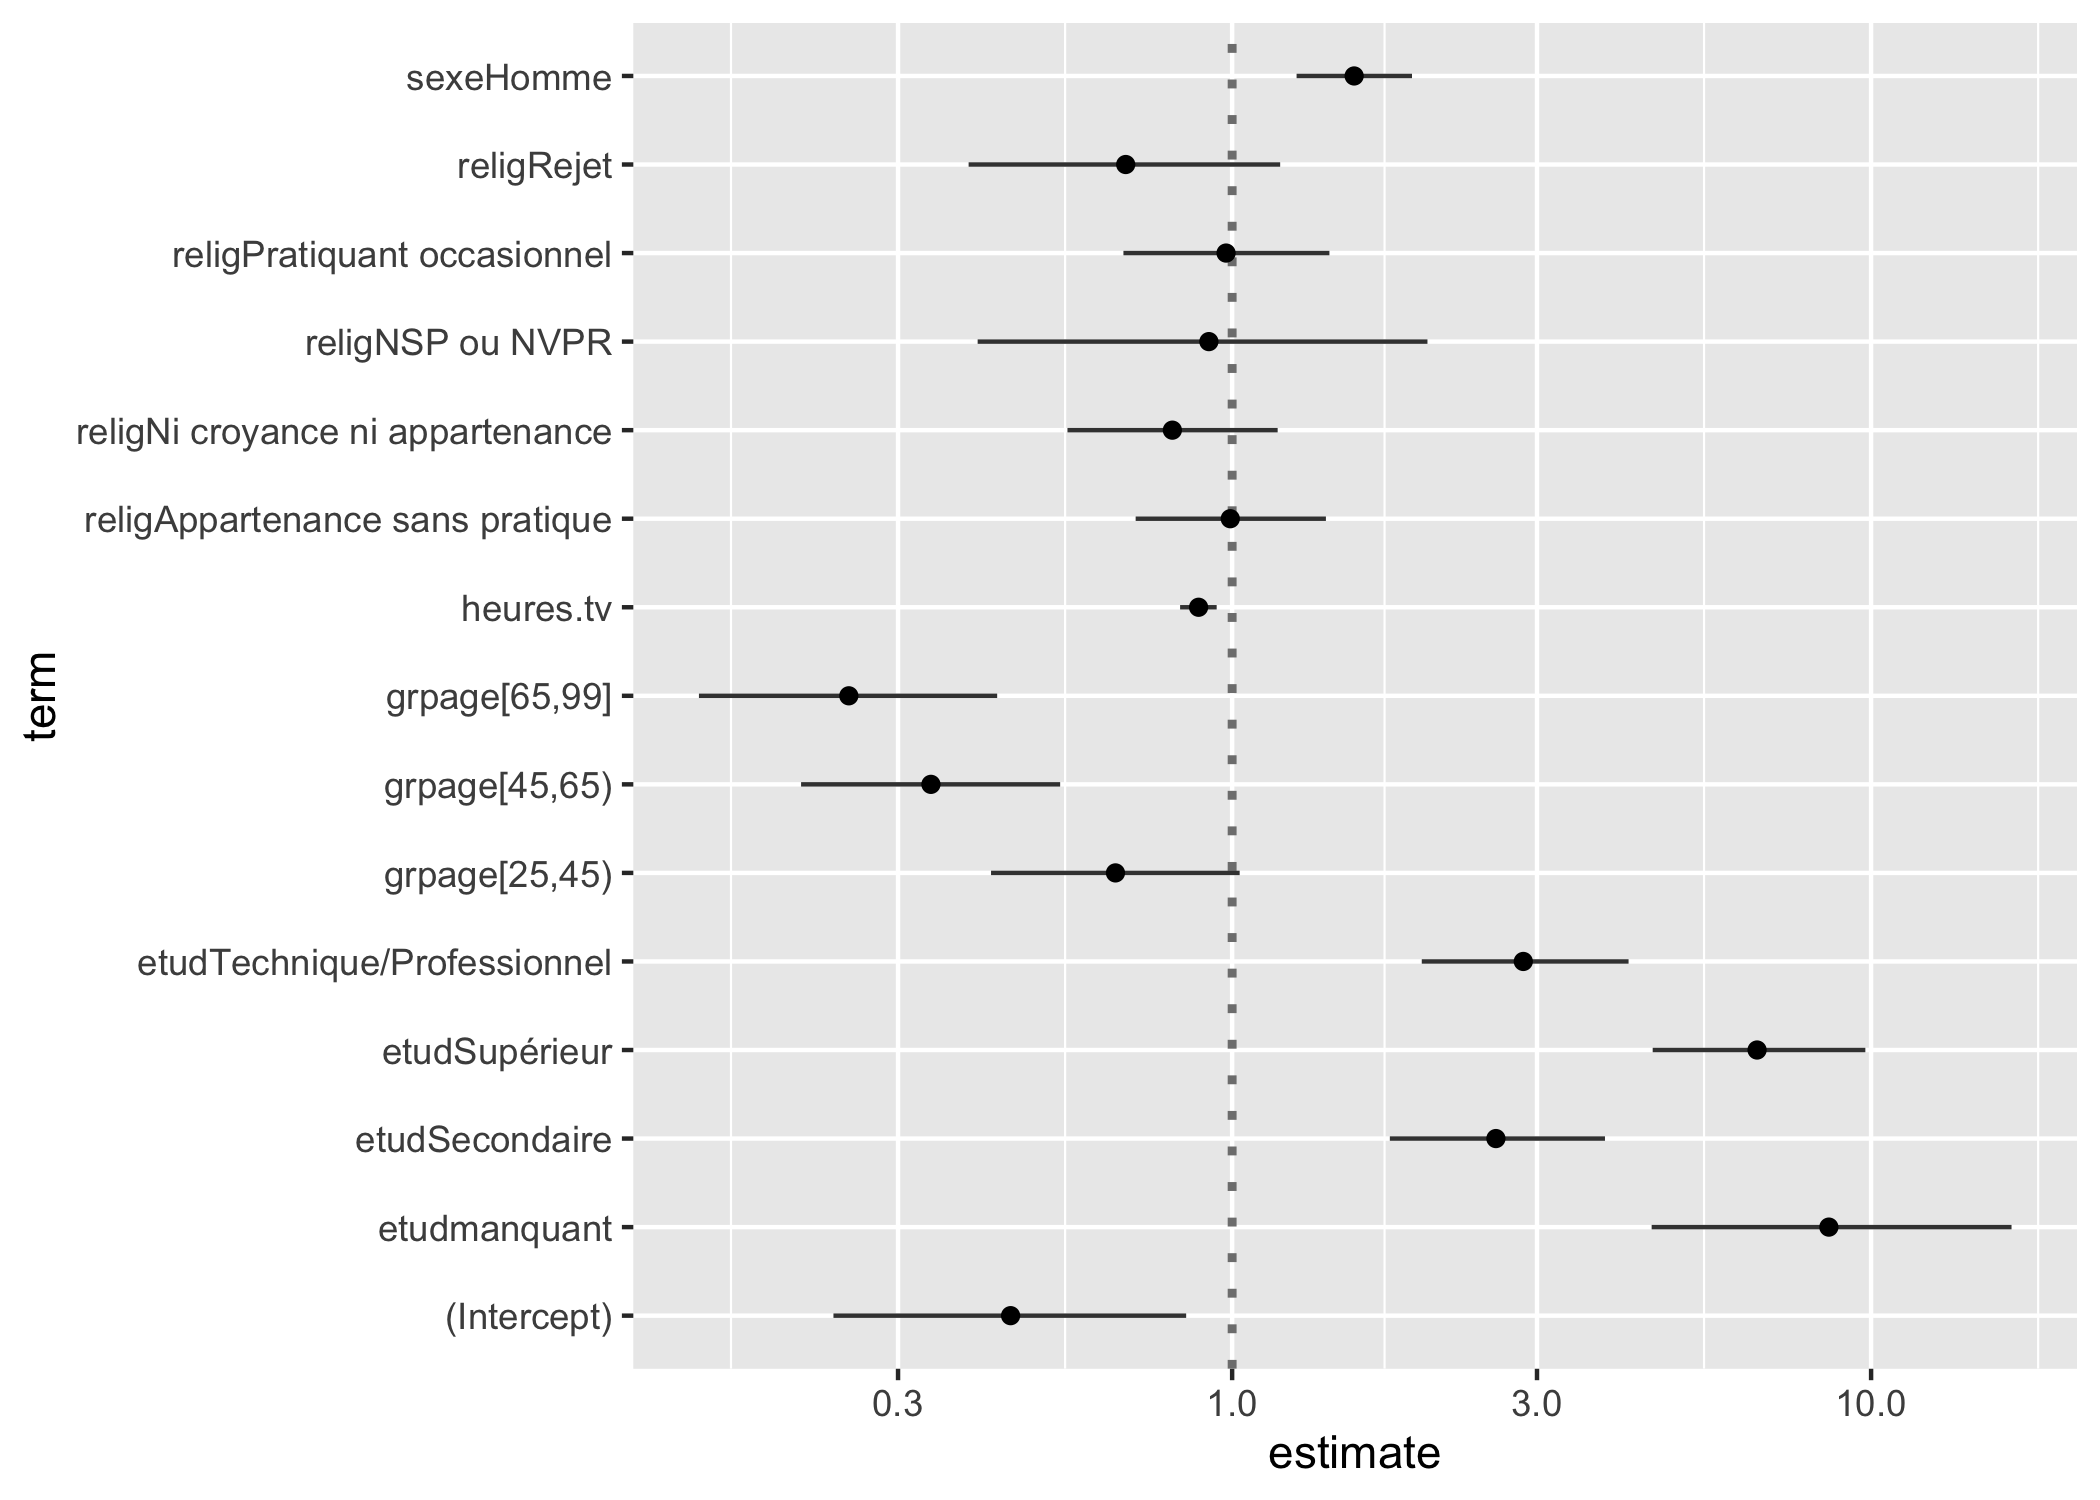 sexeHomme
religRejet
religPratiquant occasionnel
religNSP ou NVPR
religNi croyance ni appartenance
religAppartenance sans pratique
heures.tv
grpage[65,99]
grpage[45,65)
grpage[25,45)
etudTechnique/Professionnel
etudSupérieur
etudSecondaire
etudmanquant
(Intercept)
term
0.3 1.0 3.0 10.0
estimate